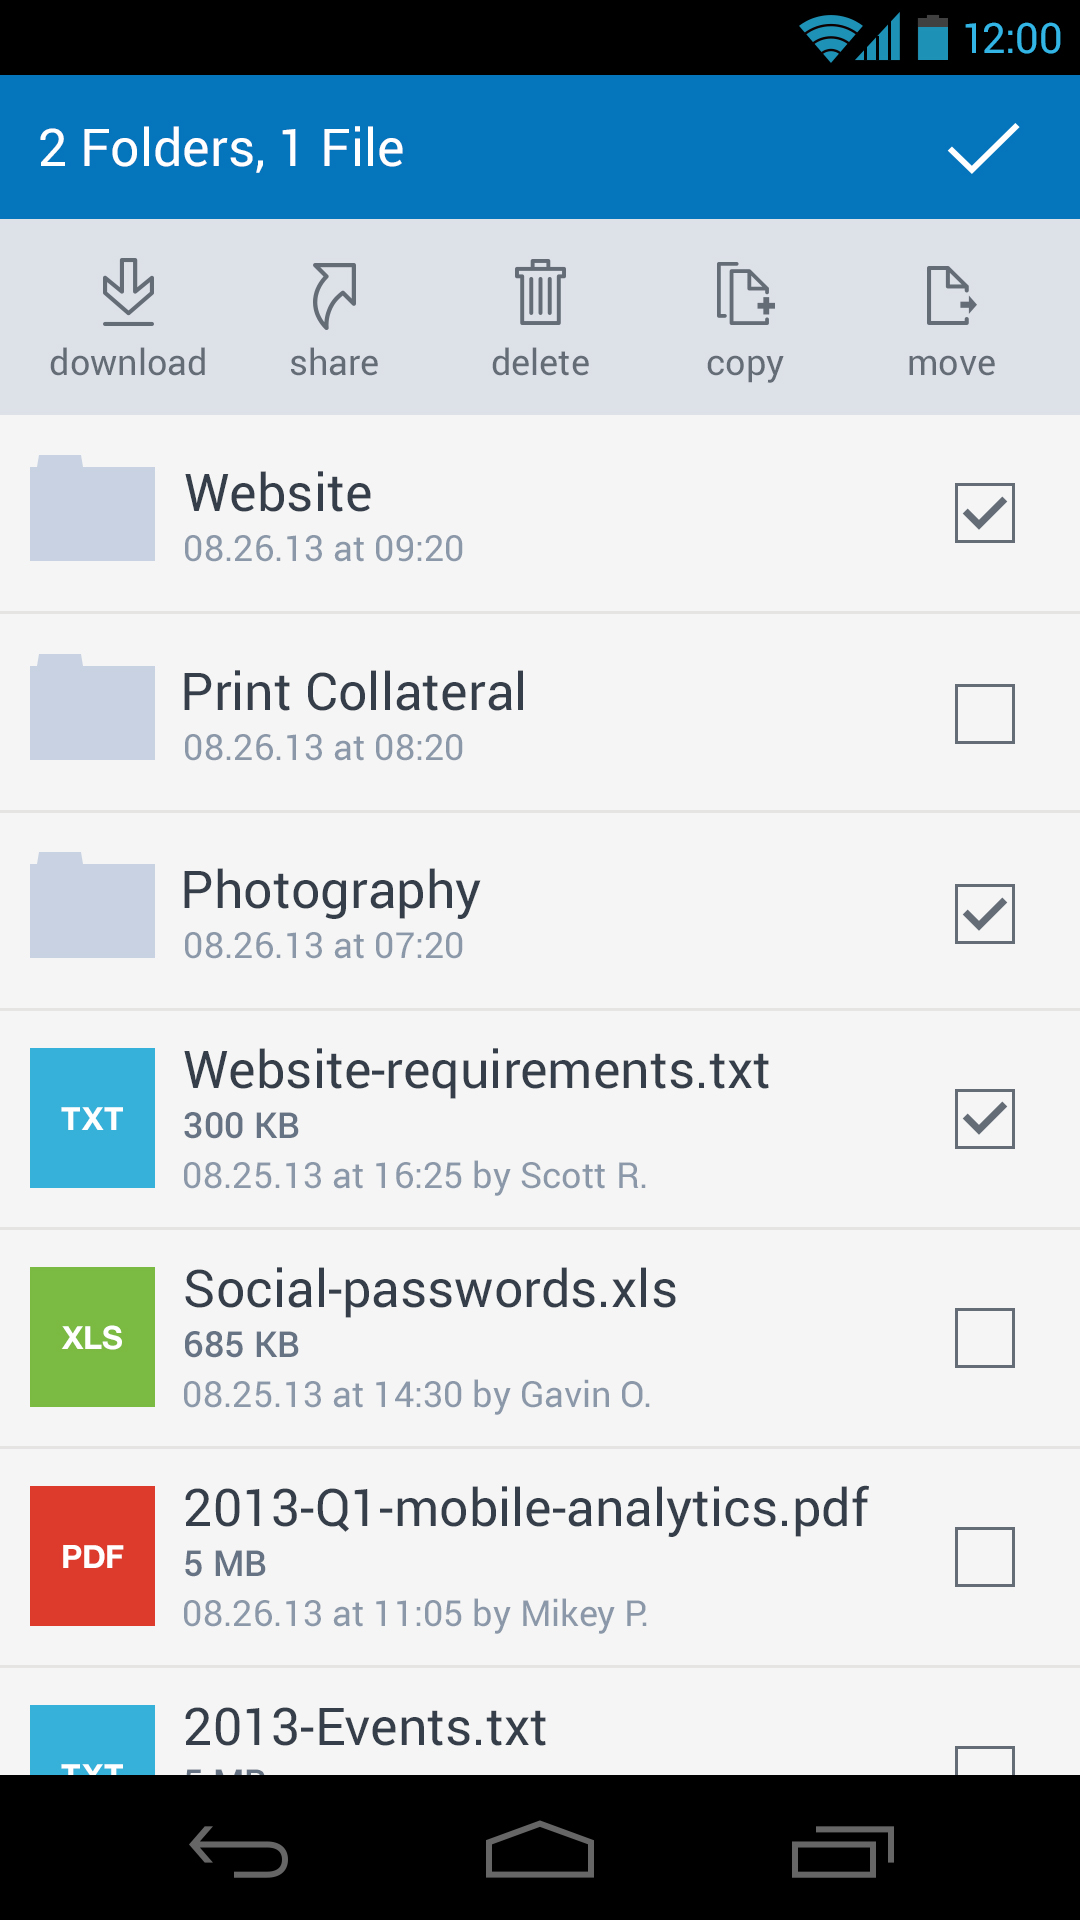 12:00
2 Folders, 1 File
download share delete copy move
Website
08.26.13 at 09:20
Print Collateral
08.26.13 at 08:20
Photography
08.26.13 at 07:20
Website-requirements.txt
TXT
300 KB
08.25.13 at 16:25 by Scott R.
Social-passwords.xls
XLS
685 KB
08.25.13 at 14:30 by Gavin O.
2013-Q1-mobile-analytics.pdf
PDF
5 MB
08.26.13 at 11:05 by Mikey P.
2013-Events.txt
TXT
5 MB